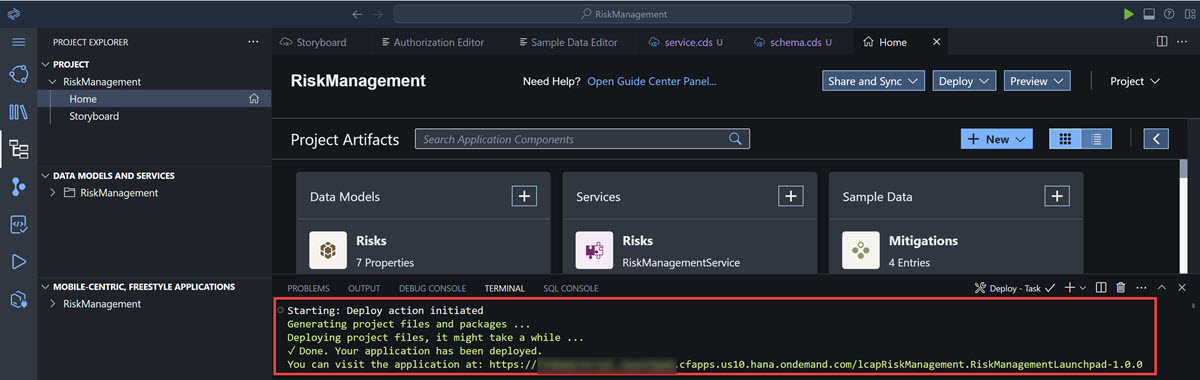 RiskManagement
PROJECT EXPLORER
PROJECT
RiskManagement
Home
Storyboard
DATA MODELS AND SERVICES
RiskManagement
MOBILE-CENTRIC, FREESTYLE APPLICATIONS
RiskManagement
Storyboard
Authorization Editor
Sample Data Editor
service.cds U
schema.cds U
Home
RiskManagement
Need Help? Open Guide Center Panel...
Share and Sync
Deploy
Preview
Project
Project Artifacts
Search Application Components
New
Data Models
Risks
7 Properties
Services
Risks
RiskManagementService
Sample Data
Mitigations
4 Entries
PROBLEMS OUTPUT DEBUG CONSOLE TERMINAL SQL CONSOLE
Deploy - Task
Starting: Deploy action initiated
Generating project files and packages ...
Deploying project files, it might take a while ...
✓ Done. Your application has been deployed.
You can visit the application at: https:// .cfapps.us10.hana.ondemand.com/lcapRiskManagement.RiskManagementLaunchpad-1.0.0